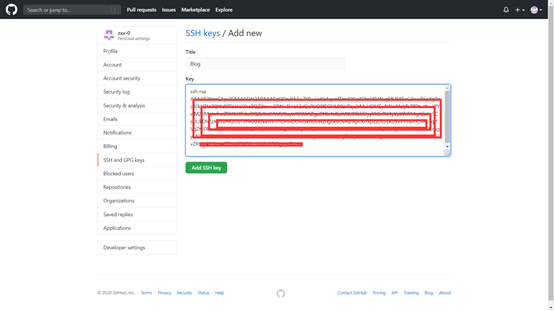 Search or jump to...
/
Pull requests Issues Marketplace Explore
zxx-0
Personal settings
Profile
Account
Account security
Security log
Security & analysis
Emails
Notifications
Billing
SSH and GPG keys
Blocked users
Repositories
Organizations
Saved replies
Applications
Developer settings
SSH keys / Add new
Title
Blog
Key
ssh-rsa
Add SSH key
© 2020 GitHub, Inc. Terms Privacy Security Status Help
Contact GitHub Pricing API Training Blog About